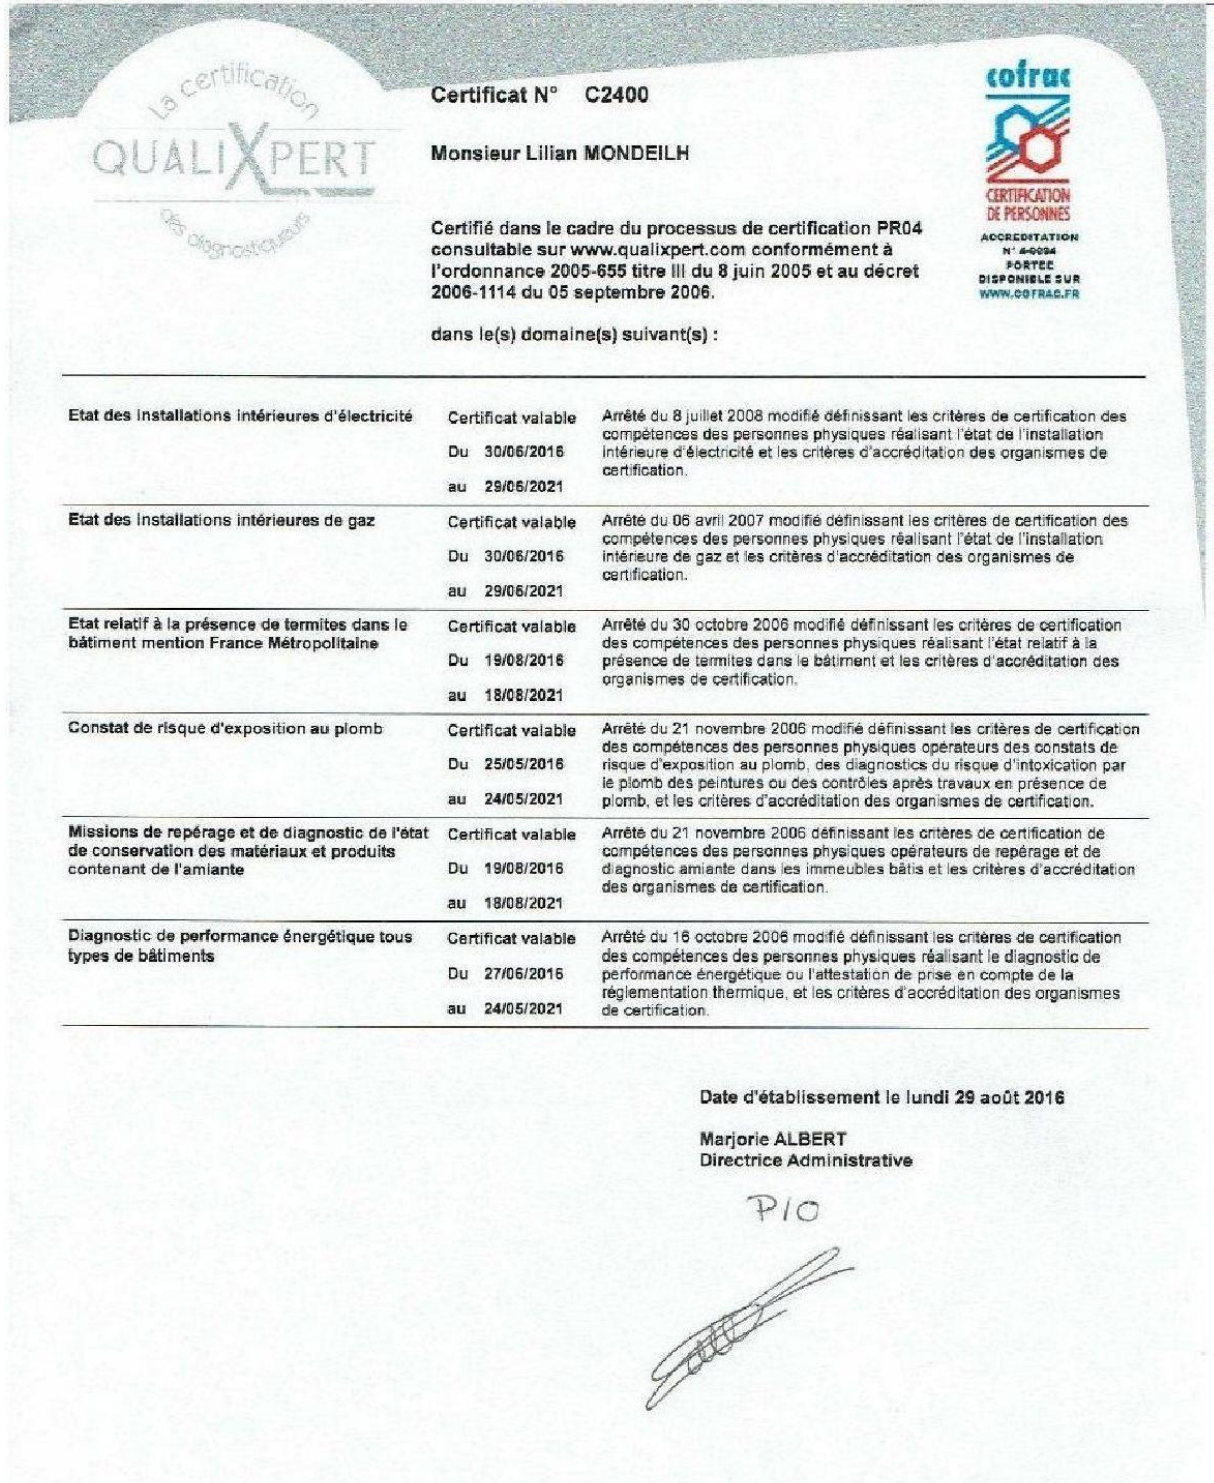 La certification
QUALIXPERT
des diagnostiqueurs
Certificat N° C2400
Monsieur Lilian MONDEILH
Certifié dans le cadre du processus de certification PR04
consultable sur www.qualixpert.com conformément à
l'ordonnance 2005-655 titre III du 8 juin 2005 et au décret
2006-1114 du 05 septembre 2006.
dans le(s) domaine(s) suivant(s) :
cofrac
CERTIFICATION
DE PERSONNES
ACCREDITATION
N° 4-0094
PORTEE
DISPONIBLE SUR
WWW.COFRAC.FR
Etat des installations intérieures d'électricité
Certificat valable
Du 30/06/2016
au 29/06/2021
Arrêté du 8 juillet 2008 modifié définissant les critères de certification des
compétences des personnes physiques réalisant l'état de l'installation
intérieure d'électricité et les critères d'accréditation des organismes de
certification.
Etat des installations intérieures de gaz
Certificat valable
Du 30/06/2016
au 29/06/2021
Arrêté du 06 avril 2007 modifié définissant les critères de certification des
compétences des personnes physiques réalisant l'état de l'installation
intérieure de gaz et les critères d'accréditation des organismes de
certification.
Etat relatif à la présence de termites dans le
bâtiment mention France Métropolitaine
Certificat valable
Du 19/08/2016
au 18/08/2021
Arrêté du 30 octobre 2006 modifié définissant les critères de certification
des compétences des personnes physiques réalisant l'état relatif à la
présence de termites dans le bâtiment et les critères d'accréditation des
organismes de certification.
Constat de risque d'exposition au plomb
Certificat valable
Du 25/05/2016
au 24/05/2021
Arrêté du 21 novembre 2006 modifié définissant les critères de certification
des compétences des personnes physiques opérateurs des constats de
risque d'exposition au plomb, des diagnostics du risque d'intoxication par
le plomb des peintures ou des contrôles après travaux en présence de
plomb, et les critères d'accréditation des organismes de certification.
Missions de repérage et de diagnostic de l'état
de conservation des matériaux et produits
contenant de l'amiante
Certificat valable
Du 19/08/2016
au 18/08/2021
Arrêté du 21 novembre 2006 définissant les critères de certification de
compétences des personnes physiques opérateurs de repérage et de
diagnostic amiante dans les immeubles bâtis et les critères d'accréditation
des organismes de certification.
Diagnostic de performance énergétique tous
types de bâtiments
Certificat valable
Du 27/06/2016
au 24/05/2021
Arrêté du 16 octobre 2006 modifié définissant les critères de certification
des compétences des personnes physiques réalisant le diagnostic de
performance énergétique ou l'attestation de prise en compte de la
réglementation thermique, et les critères d'accréditation des organismes
de certification.
Date d'établissement le lundi 29 août 2016
Marjorie ALBERT
Directrice Administrative
P/O